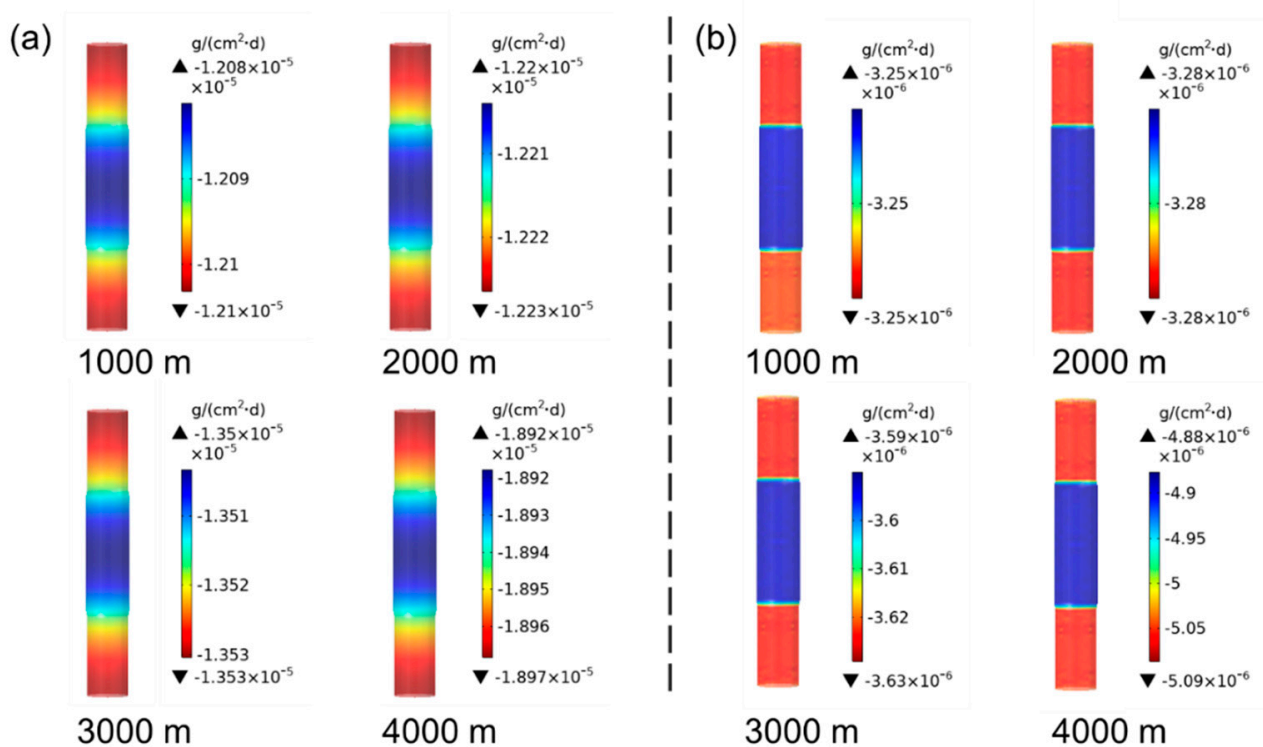 (a)
g/(cm²·d)
▲ -1.208×10⁻⁵
×10⁻⁵
-1.209
-1.21
▼ -1.21×10⁻⁵
1000 m
g/(cm²·d)
▲ -1.22×10⁻⁵
×10⁻⁵
-1.221
-1.222
▼ -1.223×10⁻⁵
2000 m
g/(cm²·d)
▲ -1.35×10⁻⁵
×10⁻⁵
-1.351
-1.352
-1.353
▼ -1.353×10⁻⁵
3000 m
g/(cm²·d)
▲ -1.892×10⁻⁵
×10⁻⁵
-1.892
-1.893
-1.894
-1.895
-1.896
▼ -1.897×10⁻⁵
4000 m
(b)
g/(cm²·d)
▲ -3.25×10⁻⁶
×10⁻⁶
-3.25
▼ -3.25×10⁻⁶
1000 m
g/(cm²·d)
▲ -3.28×10⁻⁶
×10⁻⁶
-3.28
▼ -3.28×10⁻⁶
2000 m
g/(cm²·d)
▲ -3.59×10⁻⁶
×10⁻⁶
-3.6
-3.61
-3.62
▼ -3.63×10⁻⁶
3000 m
g/(cm²·d)
▲ -4.88×10⁻⁶
×10⁻⁶
-4.9
-4.95
-5
-5.05
▼ -5.09×10⁻⁶
4000 m